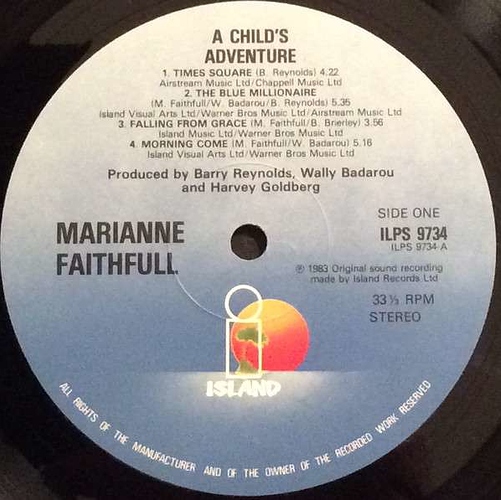 A CHILD'S
ADVENTURE
1. TIMES SQUARE (B. Reynolds) 4.22
Airstream Music Ltd/Chappell Music Ltd
2. THE BLUE MILLIONAIRE
(M. Faithfull/W. Badarou/B. Reynolds) 5.35
Island Visual Arts Ltd/Warner Bros Music Ltd/Airstream Music Ltd
3. FALLING FROM GRACE (M. Faithfull/B. Brierley) 3.56
Island Music Ltd/Warner Bros Music Ltd
4. MORNING COME (M. Faithfull/W. Badarou) 5.16
Island Visual Arts Ltd/Warner Bros Music Ltd
Produced by Barry Reynolds, Wally Badarou
and Harvey Goldberg
MARIANNE
FAITHFULL
SIDE ONE
ILPS 9734
ILPS 9734 A
℗ 1983 Original sound recording
made by Island Records Ltd
33⅓ RPM
STEREO
ISLAND
ALL RIGHTS OF THE MANUFACTURER AND OF THE OWNER OF THE RECORDED WORK RESERVED